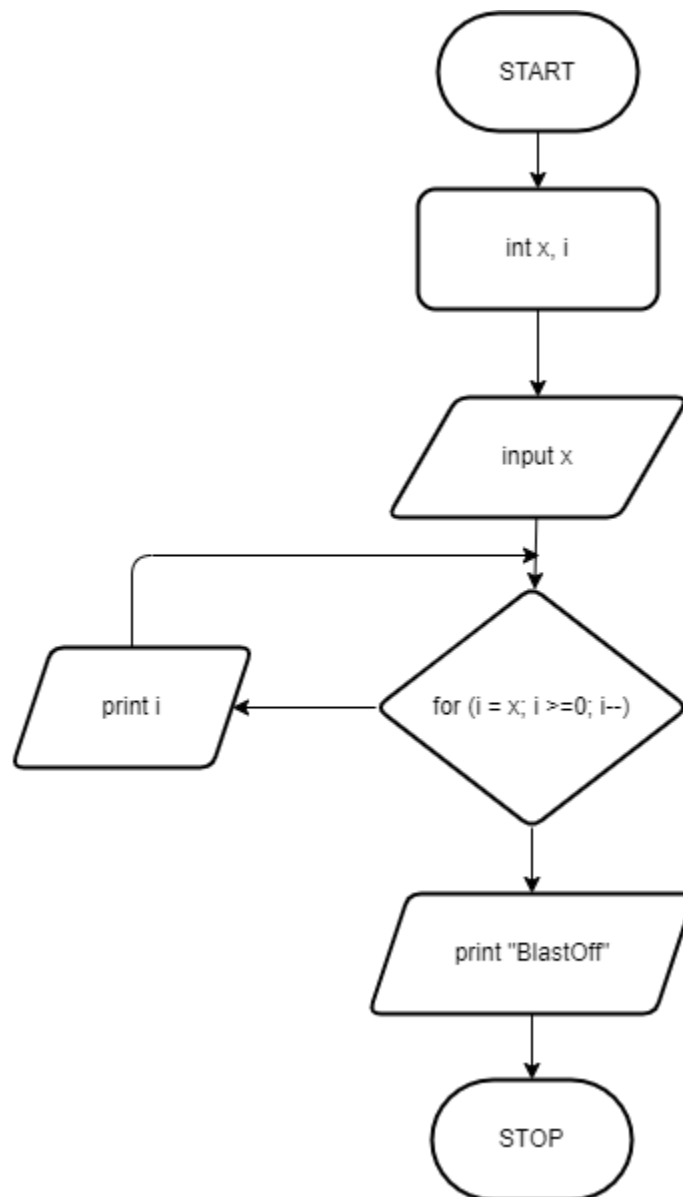 START
int x, i
input x
print i
for (i = x; i >=0; i--)
print "BlastOff"
STOP